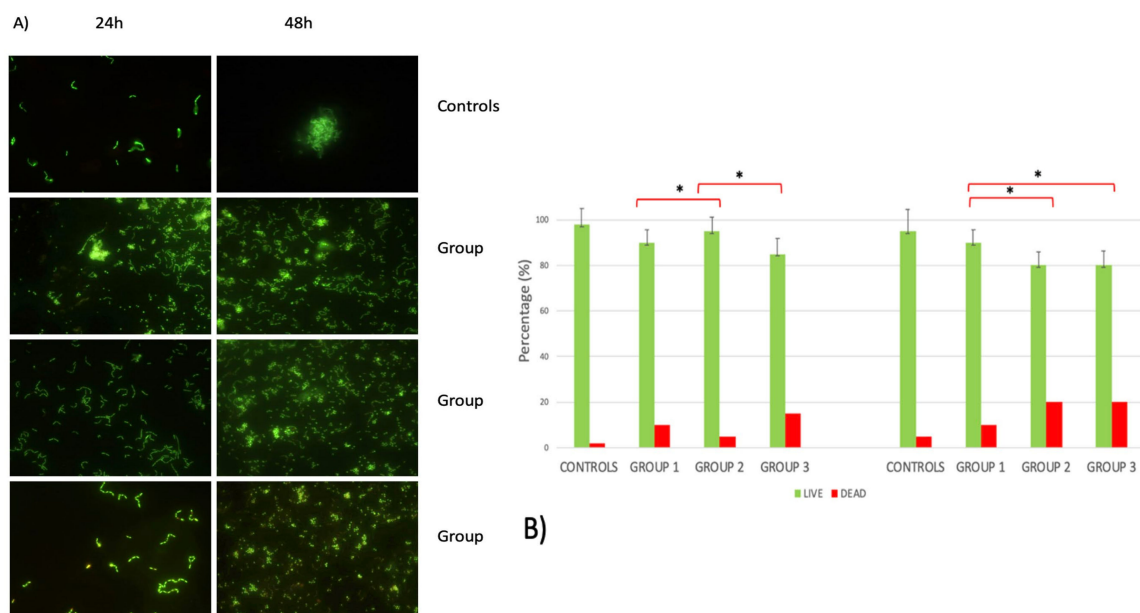 A)
24h
48h
Controls
Group
Group
Group
Percentage (%)
100
80
60
40
20
0
*
*
*
*
CONTROLS GROUP 1 GROUP 2 GROUP 3
CONTROLS GROUP 1 GROUP 2 GROUP 3
LIVE DEAD
B)